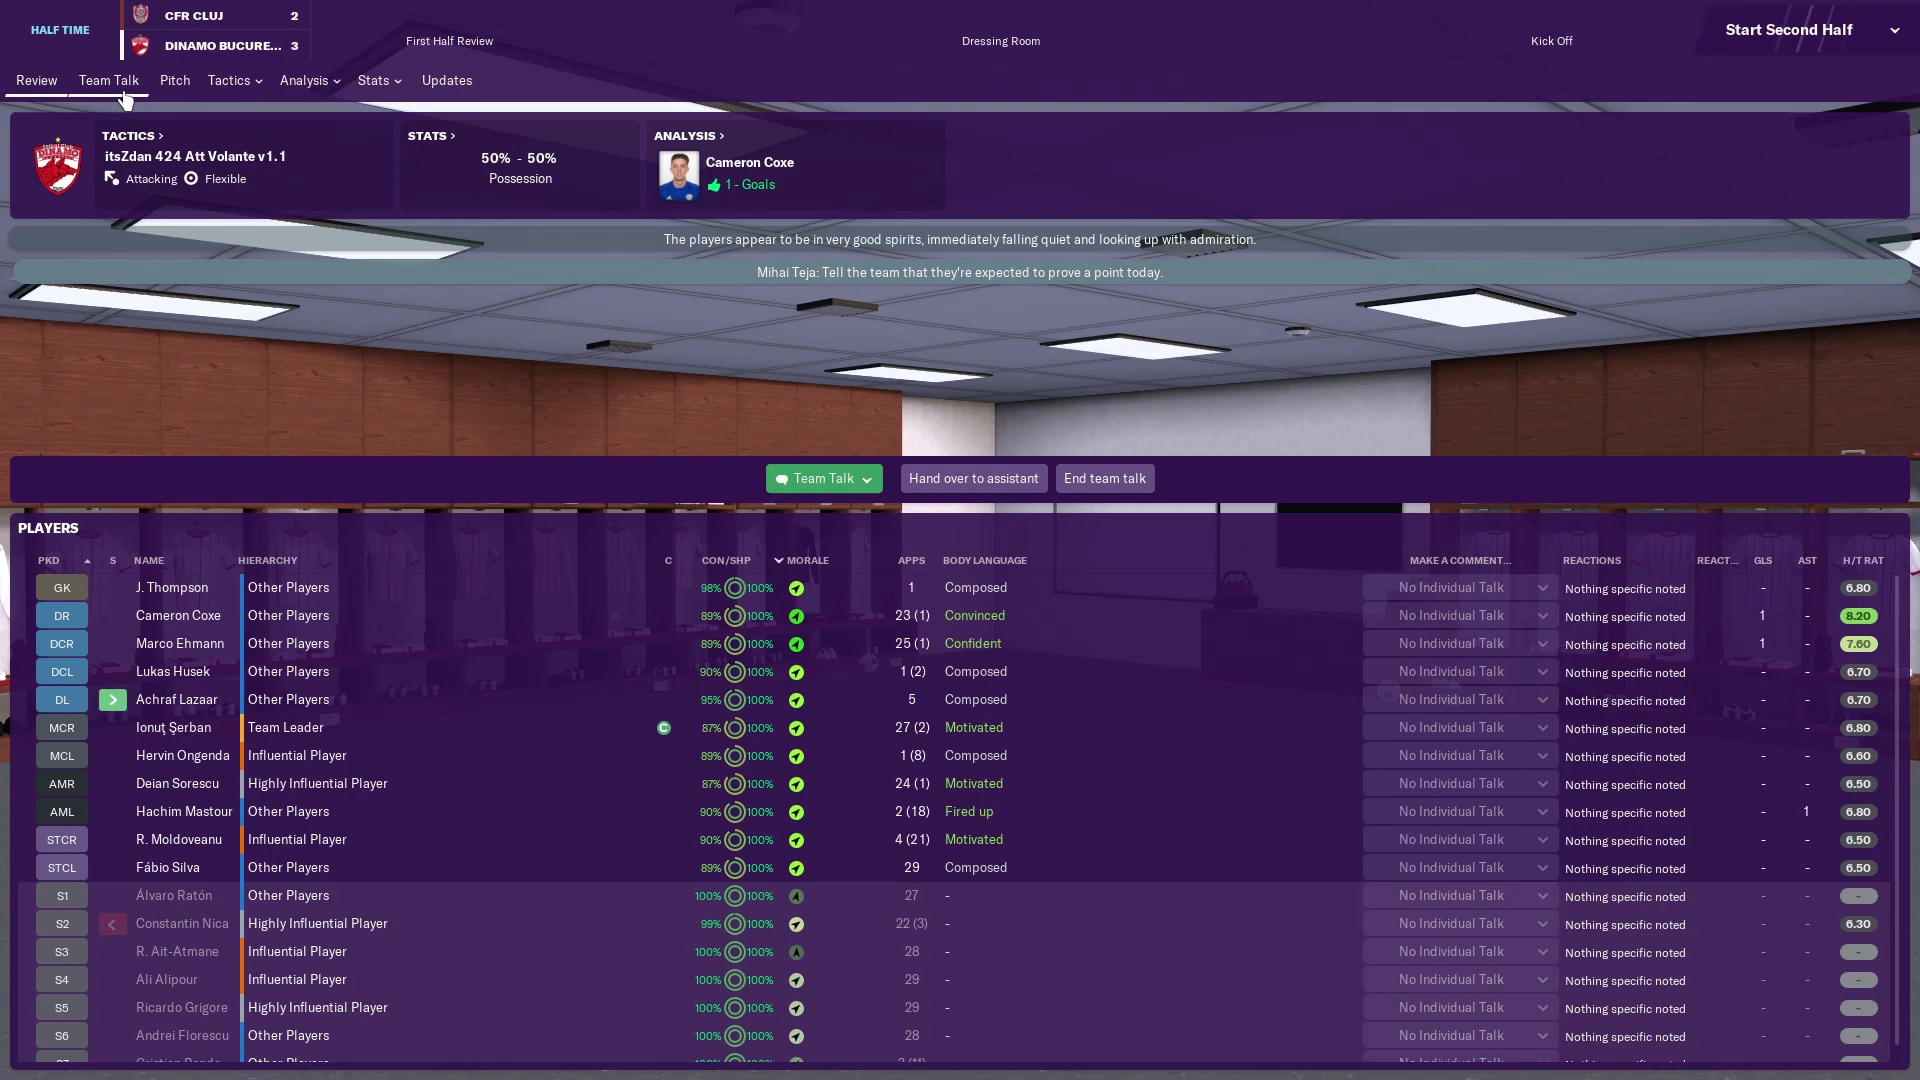 HALF TIME
CFR CLUJ 2
DINAMO BUCURE... 3
First Half Review
Dressing Room
Kick Off
Start Second Half
Review Team Talk Pitch Tactics Analysis Stats Updates
TACTICS >
itsZdan 424 Att Volante v1.1
Attacking Flexible
STATS >
50% - 50%
Possession
ANALYSIS >
Cameron Coxe
1 - Goals
The players appear to be in very good spirits, immediately falling quiet and looking up with admiration.
Mihai Teja: Tell the team that they're expected to prove a point today.
Team Talk Hand over to assistant End team talk
PLAYERS
PKD S NAME HIERARCHY C CON/SHP MORALE APPS BODY LANGUAGE MAKE A COMMENT... REACTIONS REACT... GLS AST H/T RAT
GK J. Thompson Other Players 98% 100% 1 Composed No Individual Talk Nothing specific noted - - 6.80
DR Cameron Coxe Other Players 89% 100% 23 (1) Convinced No Individual Talk Nothing specific noted 1 - 8.20
DCR Marco Ehmann Other Players 89% 100% 25 (1) Confident No Individual Talk Nothing specific noted 1 - 7.60
DCL Lukas Husek Other Players 90% 100% 1 (2) Composed No Individual Talk Nothing specific noted - - 6.70
DL Achraf Lazaar Other Players 95% 100% 5 Composed No Individual Talk Nothing specific noted - - 6.70
MCR Ionuţ Şerban Team Leader C 87% 100% 27 (2) Motivated No Individual Talk Nothing specific noted - - 6.80
MCL Hervin Ongenda Influential Player 89% 100% 1 (8) Composed No Individual Talk Nothing specific noted - - 6.60
AMR Deian Sorescu Highly Influential Player 87% 100% 24 (1) Motivated No Individual Talk Nothing specific noted - - 6.50
AML Hachim Mastour Other Players 90% 100% 2 (18) Fired up No Individual Talk Nothing specific noted - 1 6.80
STCR R. Moldoveanu Influential Player 90% 100% 4 (21) Motivated No Individual Talk Nothing specific noted - - 6.50
STCL Fábio Silva Other Players 89% 100% 29 Composed No Individual Talk Nothing specific noted - - 6.50
S1 Álvaro Ratón Other Players 100% 100% 27 - No Individual Talk Nothing specific noted - - -
S2 Constantin Nica Highly Influential Player 99% 100% 22 (3) - No Individual Talk Nothing specific noted - - 6.30
S3 R. Ait-Atmane Influential Player 100% 100% 28 - No Individual Talk Nothing specific noted - - -
S4 Ali Alipour Influential Player 100% 100% 29 - No Individual Talk Nothing specific noted - - -
S5 Ricardo Grigore Highly Influential Player 100% 100% 29 - No Individual Talk Nothing specific noted - - -
S6 Andrei Florescu Other Players 100% 100% 28 - No Individual Talk Nothing specific noted - - -